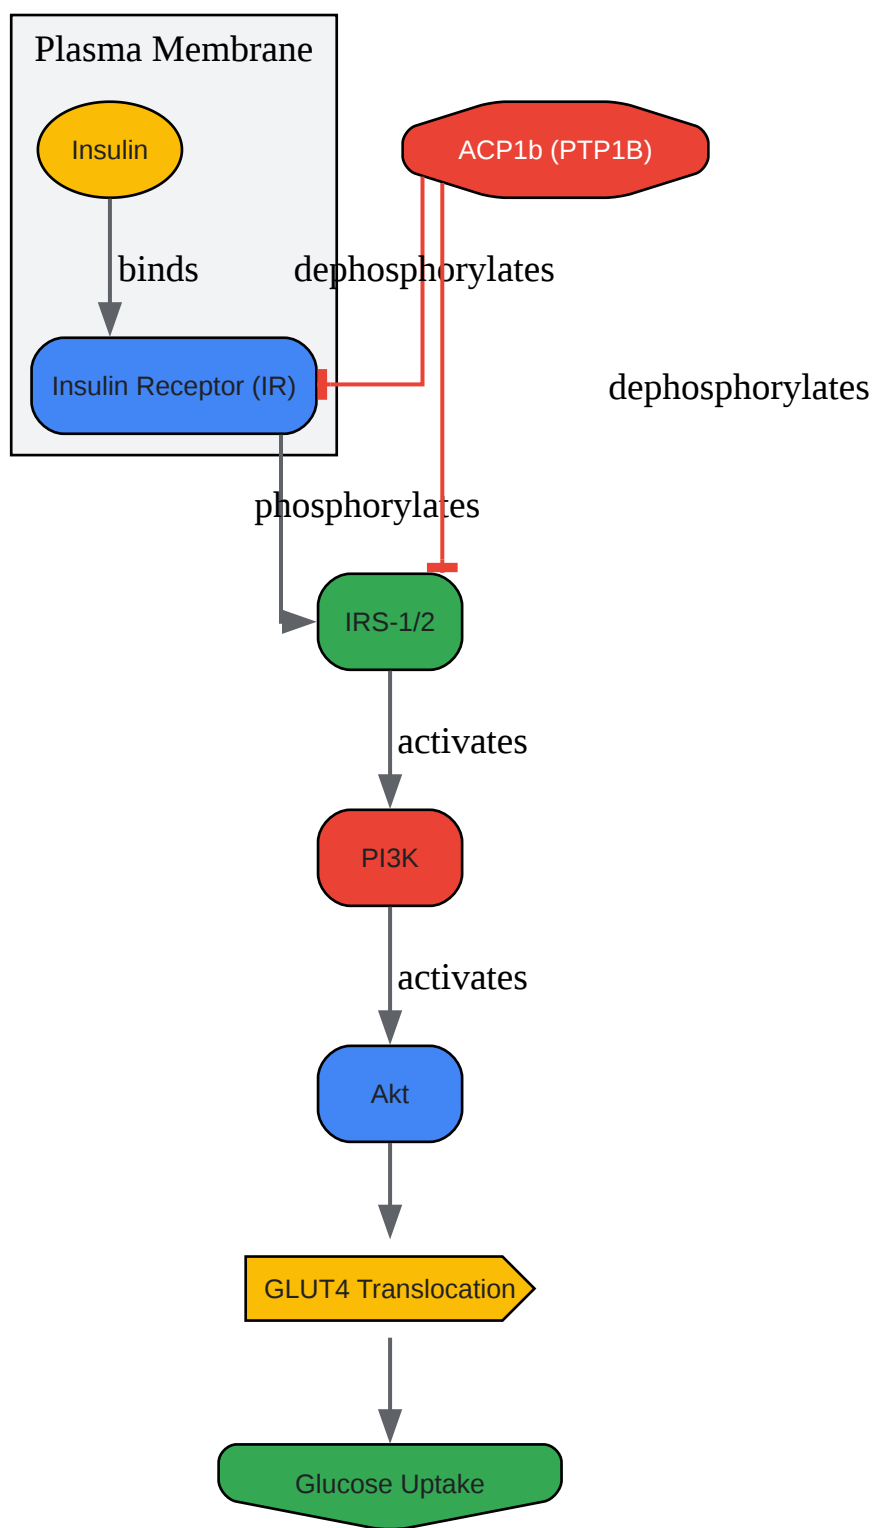 Plasma Membrane
Insulin
ACP1b (PTP1B)
binds
dephosphorylates
Insulin Receptor (IR)
dephosphorylates
phosphorylates
IRS-1/2
activates
PI3K
activates
Akt
GLUT4 Translocation
Glucose Uptake